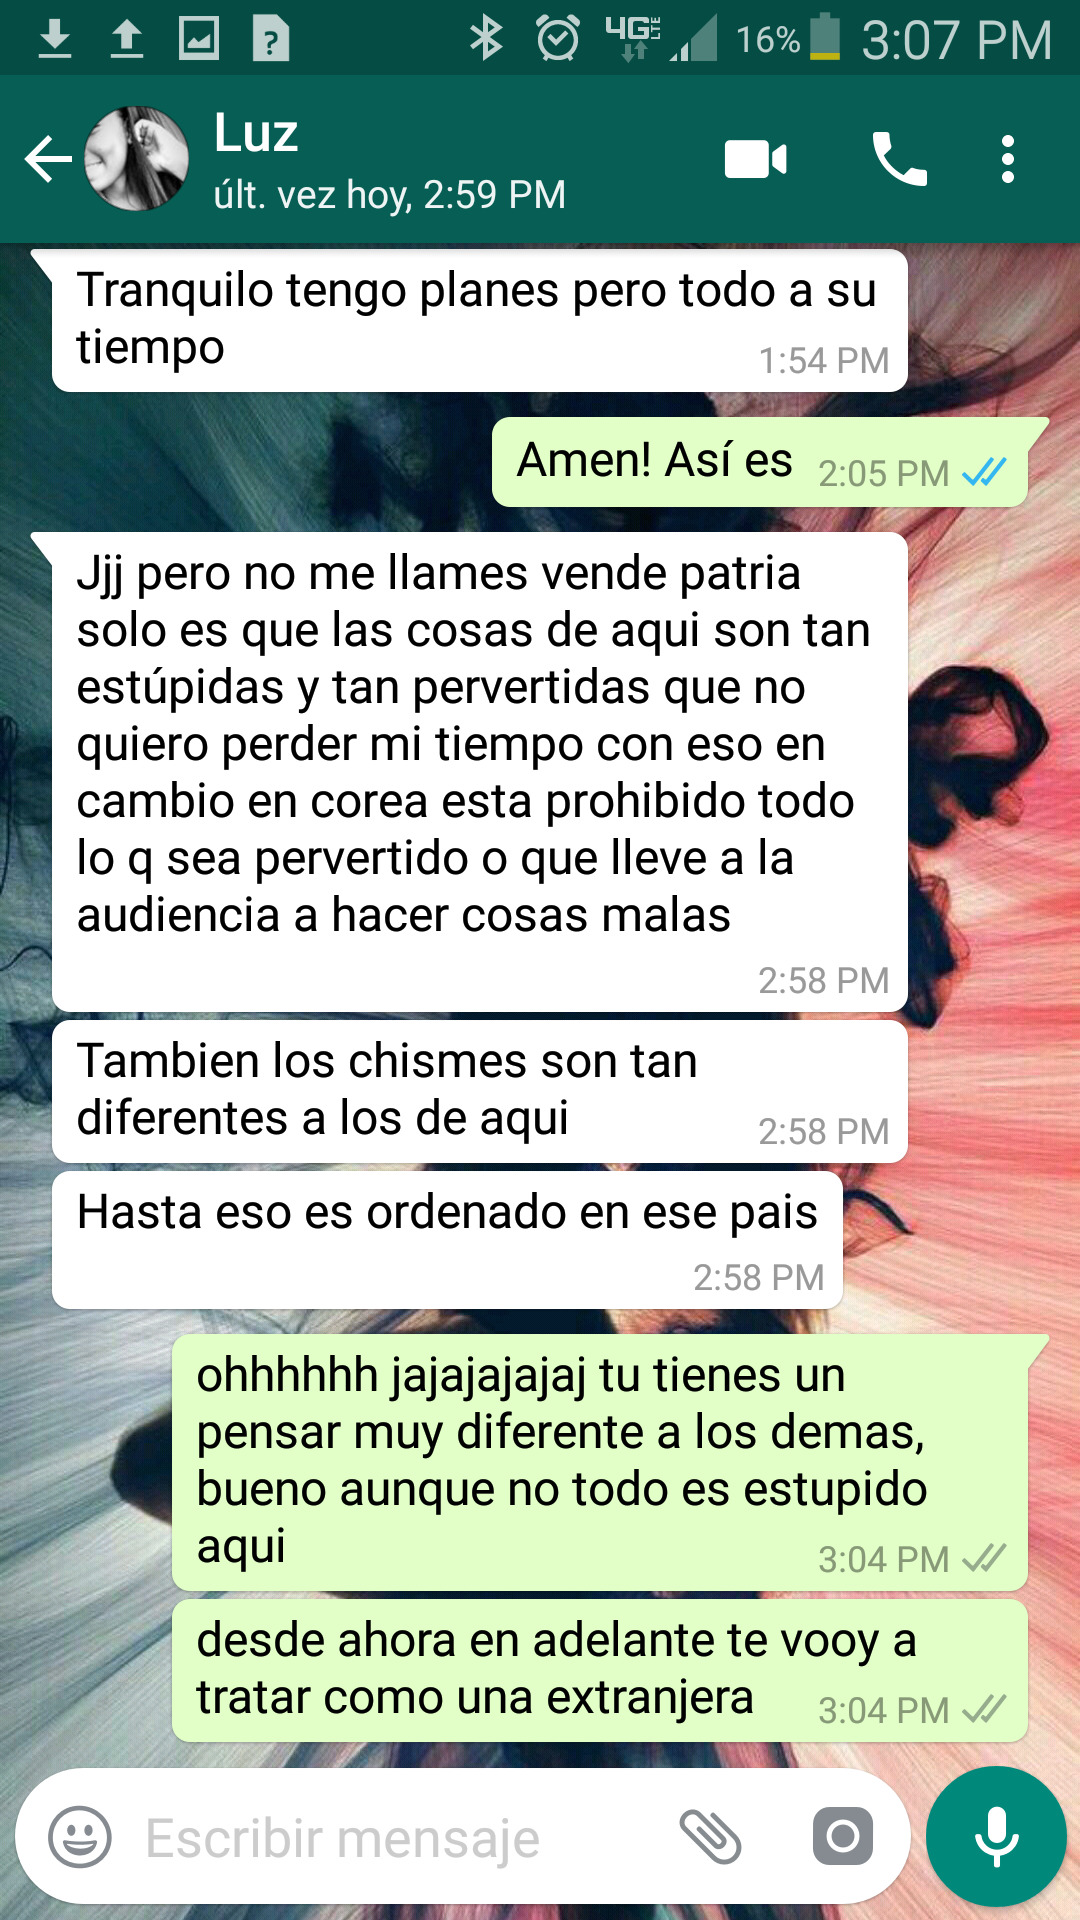 4G LTE 16% 3:07 PM
Luz
últ. vez hoy, 2:59 PM
Tranquilo tengo planes pero todo a su
tiempo
1:54 PM
Amen! Así es 2:05 PM
Jjj pero no me llames vende patria
solo es que las cosas de aqui son tan
estúpidas y tan pervertidas que no
quiero perder mi tiempo con eso en
cambio en corea esta prohibido todo
lo q sea pervertido o que lleve a la
audiencia a hacer cosas malas
2:58 PM
Tambien los chismes son tan
diferentes a los de aqui
2:58 PM
Hasta eso es ordenado en ese pais
2:58 PM
ohhhhhh jajajajajaj tu tienes un
pensar muy diferente a los demas,
bueno aunque no todo es estupido
aqui
3:04 PM
desde ahora en adelante te vooy a
tratar como una extranjera
3:04 PM
Escribir mensaje